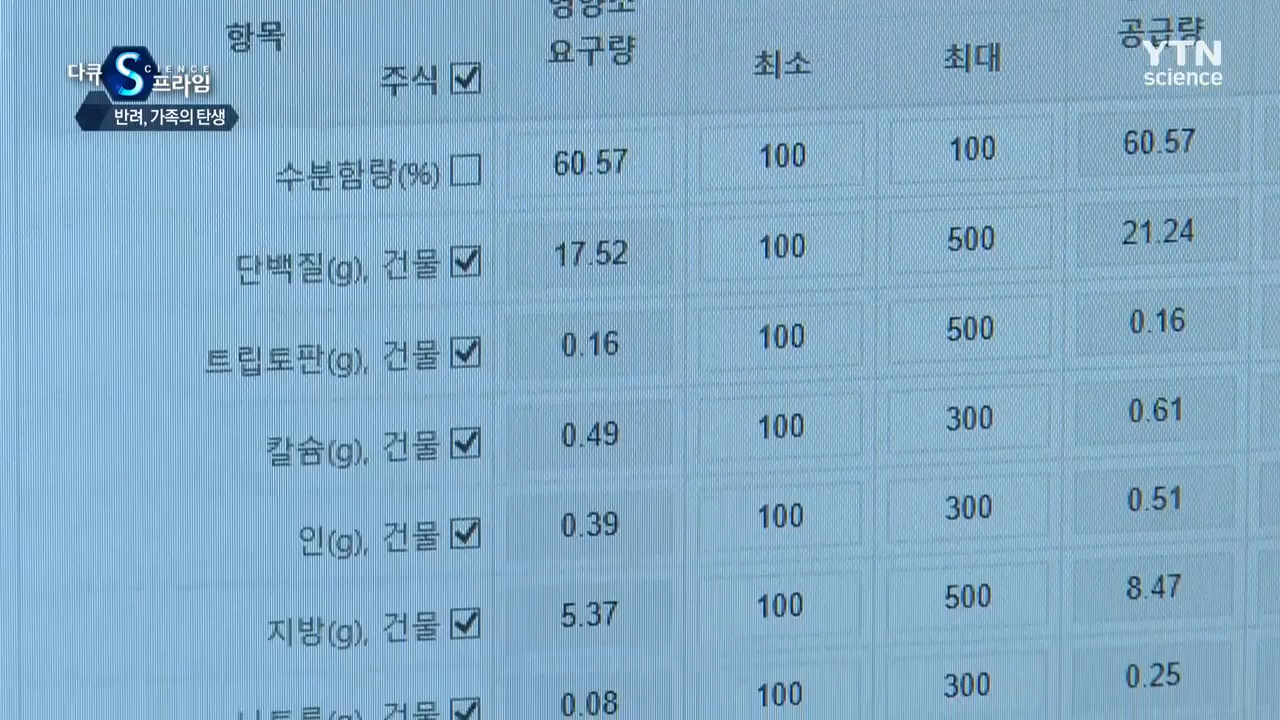 다큐 S 프라임
SCIENCE
반려, 가족의 탄생
YTN
science
항목
요구량
최소
최대
공급량
주식
수분함량(%) 60.57 100 100 60.57
단백질(g), 건물 17.52 100 500 21.24
트립토판(g), 건물 0.16 100 500 0.16
칼슘(g), 건물 0.49 100 300 0.61
인(g), 건물 0.39 100 300 0.51
지방(g), 건물 5.37 100 500 8.47
건물 0.08 100 300 0.25